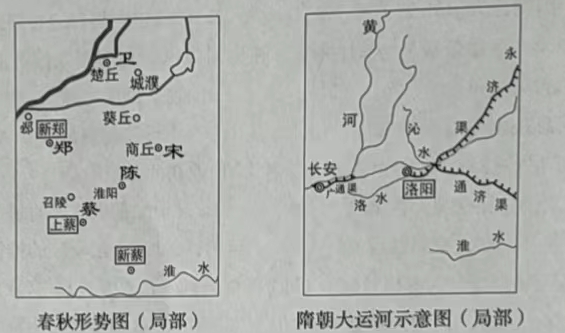 卫
楚丘
城濮
葵丘
新郑
郑
商丘
宋
陈
淮阳
召陵
蔡
上蔡
新蔡
淮水
春秋形势图（局部）
黄河
永济渠
沁水
长安
广通渠
洛水
洛阳
通济渠
淮水
隋朝大运河示意图（局部）